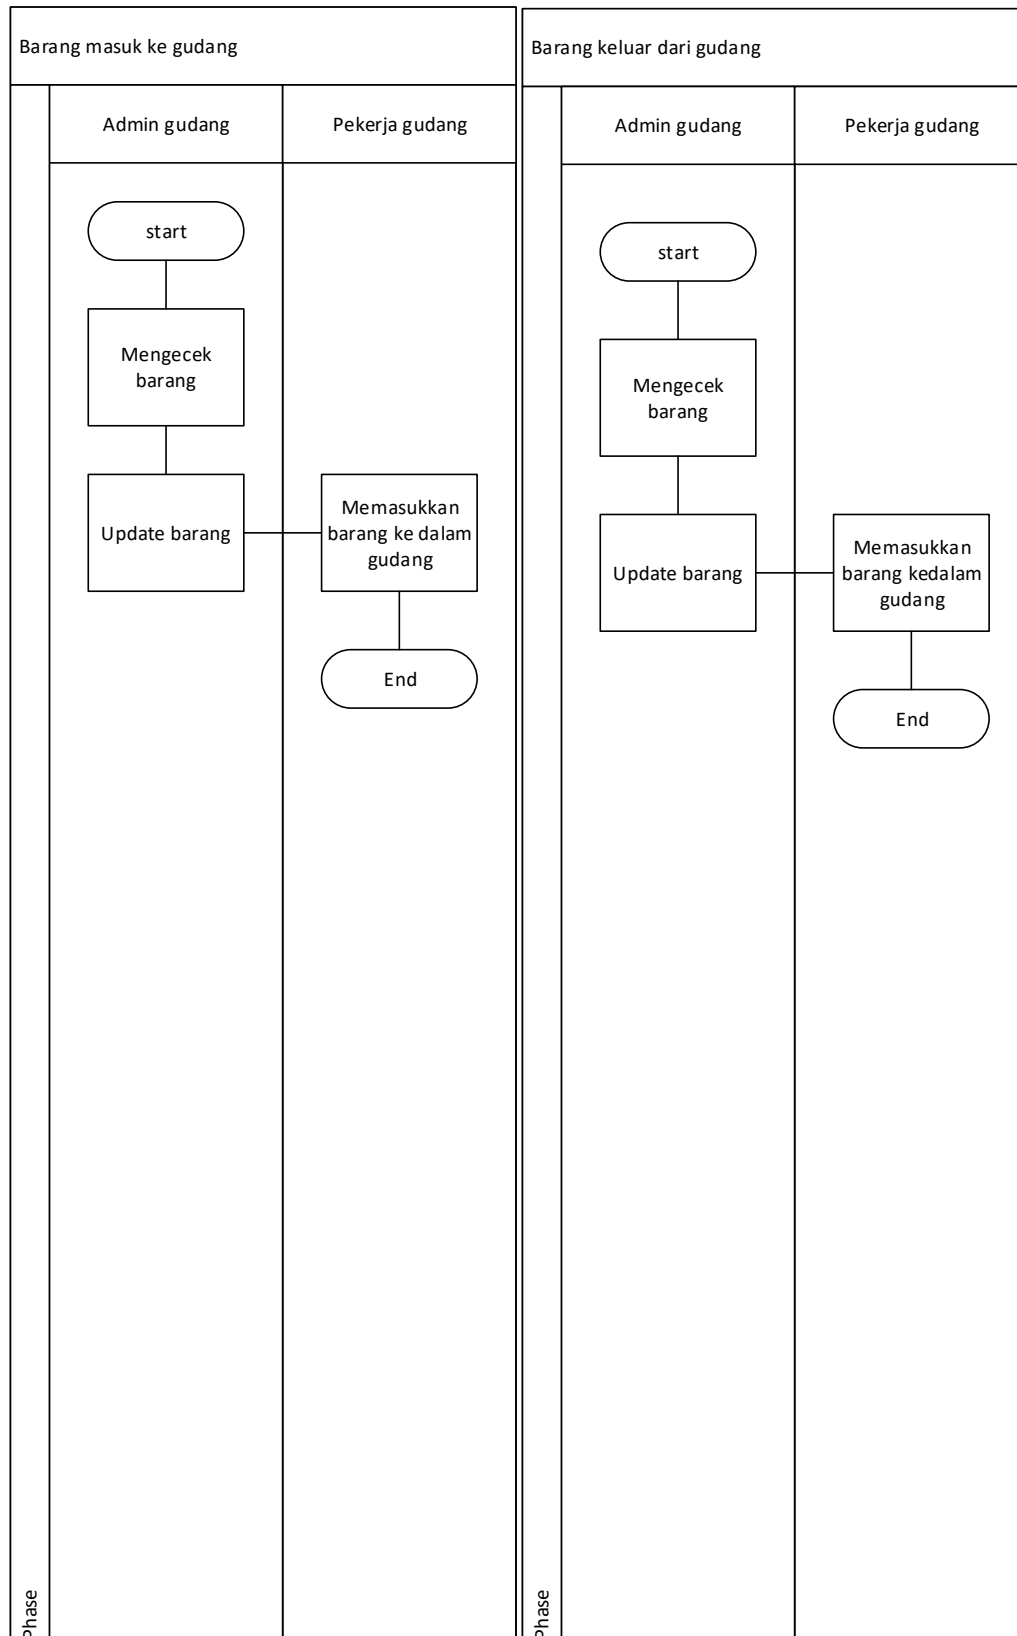 Barang masuk ke gudang
Admin gudang
Pekerja gudang
start
Mengecek
barang
Update barang
Memasukkan
barang ke dalam
gudang
End
Phase
Barang keluar dari gudang
Admin gudang
Pekerja gudang
start
Mengecek
barang
Update barang
Memasukkan
barang kedalam
gudang
End
Phase